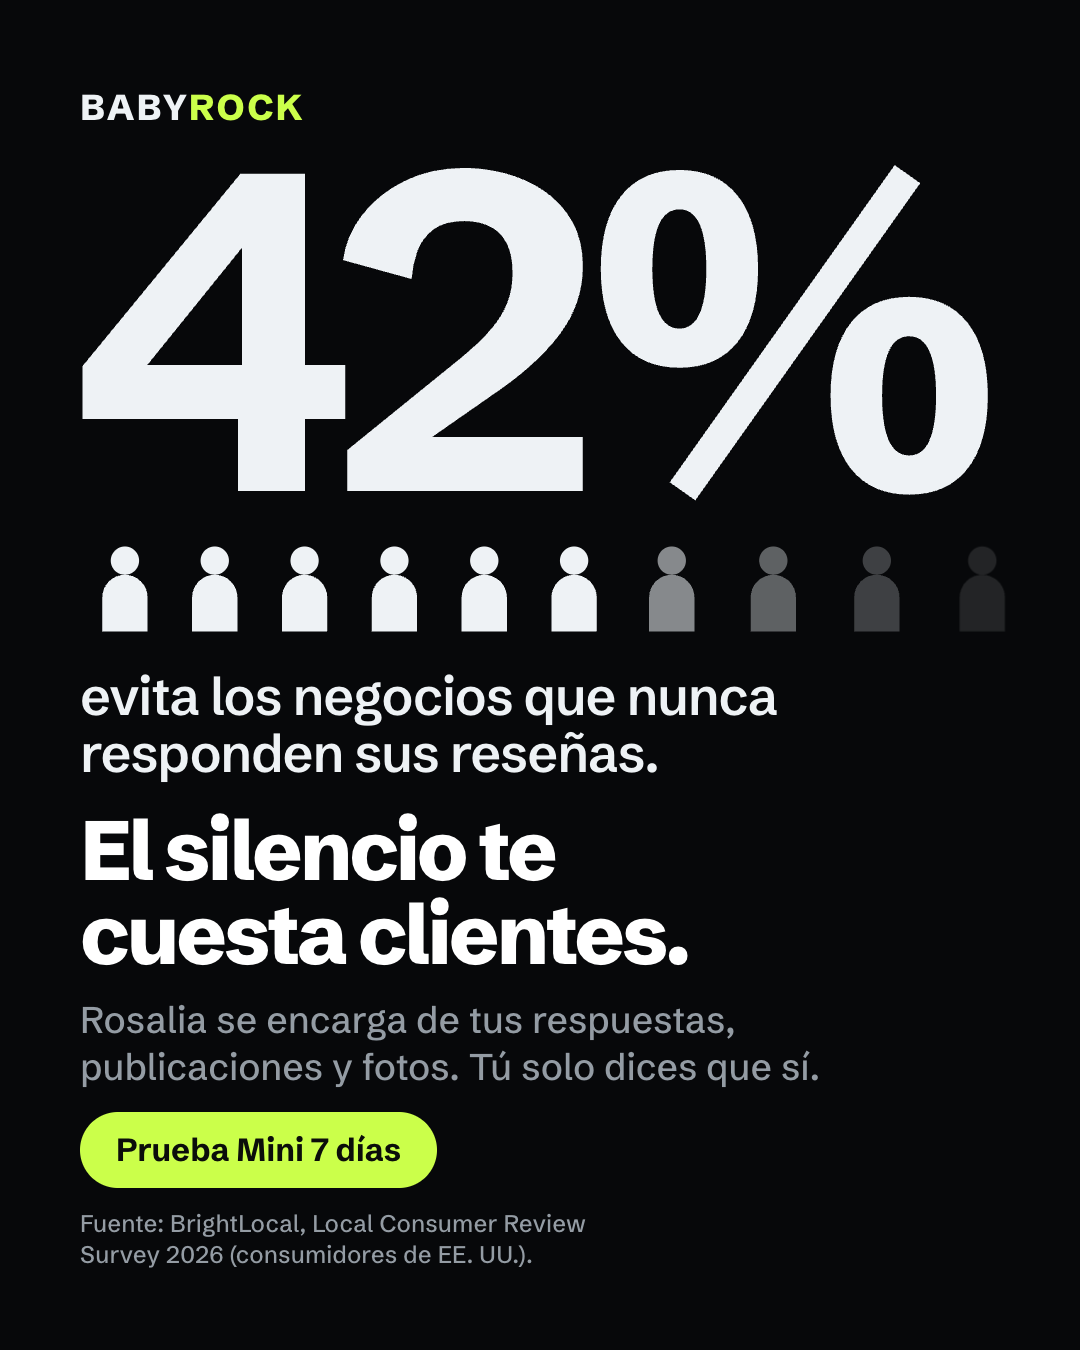 BABYROCK
42%
evita los negocios que nunca
responden sus reseñas.
El silencio te
cuesta clientes.
Rosalia se encarga de tus respuestas,
publicaciones y fotos. Tú solo dices que sí.
Prueba Mini 7 días
Fuente: BrightLocal, Local Consumer Review
Survey 2026 (consumidores de EE. UU.).